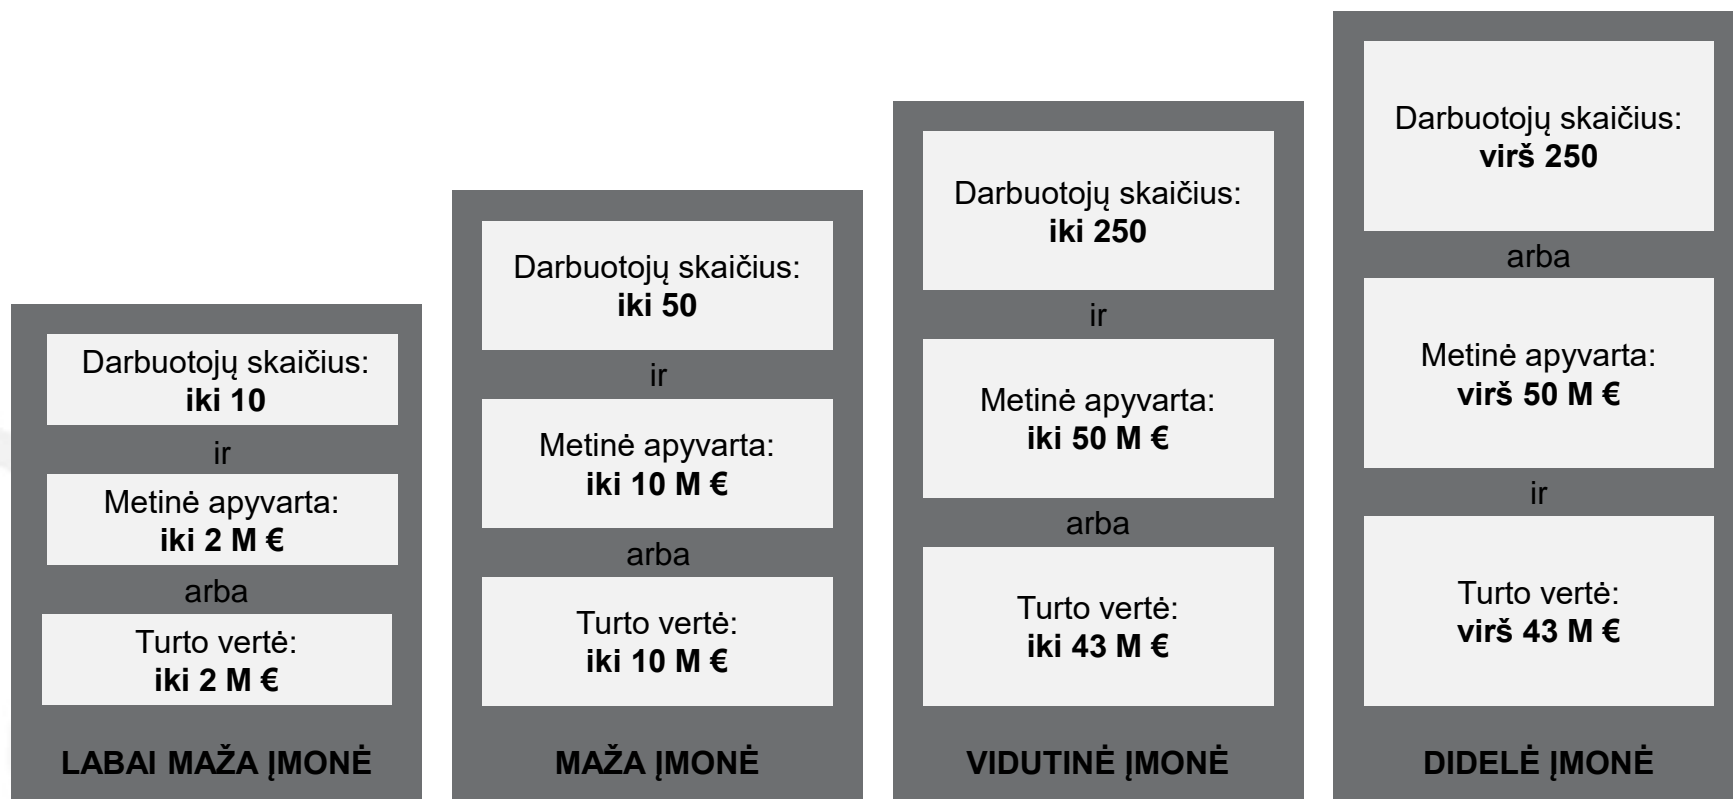 Darbuotojų skaičius:
iki 10
ir
Metinė apyvarta:
iki 2 M €
arba
Turto vertė:
iki 2 M €
LABAI MAŽA ĮMONĖ
Darbuotojų skaičius:
iki 50
ir
Metinė apyvarta:
iki 10 M €
arba
Turto vertė:
iki 10 M €
MAŽA ĮMONĖ
Darbuotojų skaičius:
iki 250
ir
Metinė apyvarta:
iki 50 M €
arba
Turto vertė:
iki 43 M €
VIDUTINĖ ĮMONĖ
Darbuotojų skaičius:
virš 250
arba
Metinė apyvarta:
virš 50 M €
ir
Turto vertė:
virš 43 M €
DIDELĖ ĮMONĖ